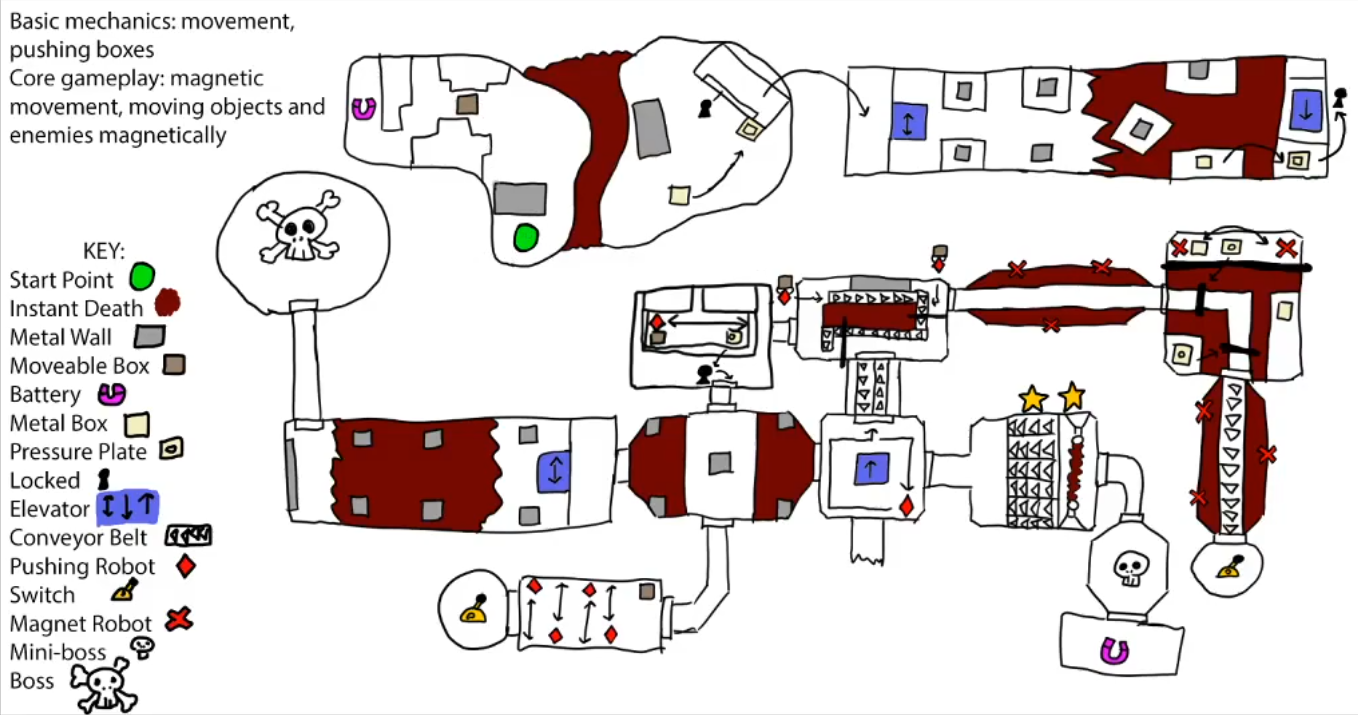 Basic mechanics: movement,
pushing boxes
Core gameplay: magnetic
movement, moving objects and
enemies magnetically
KEY:
Start Point
Instant Death
Metal Wall
Moveable Box
Battery
Metal Box
Pressure Plate
Locked
Elevator
Conveyor Belt
Pushing Robot
Switch
Magnet Robot
Mini-boss
Boss